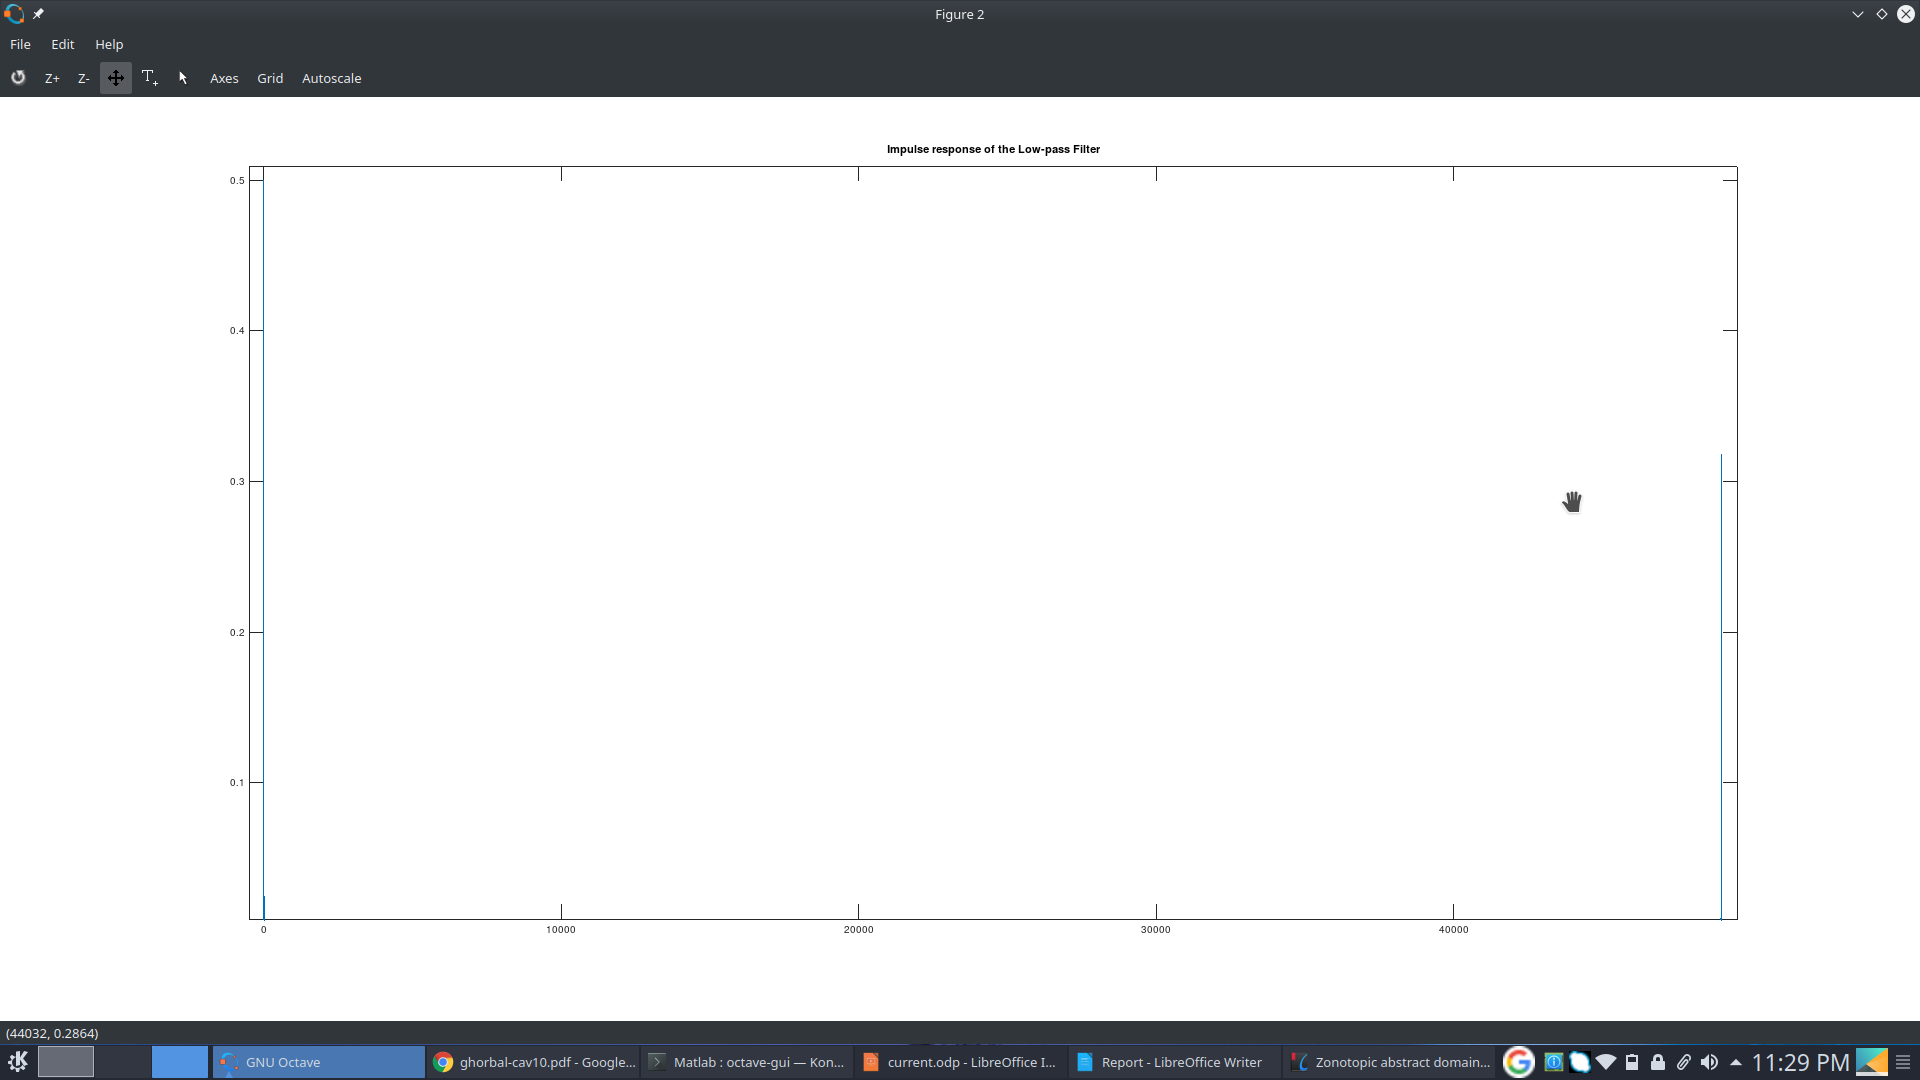 Figure 2
File Edit Help
Z+ Z- T+ Axes Grid Autoscale
Impulse response of the Low-pass Filter
0.5
0.4
0.3
0.2
0.1
0 10000 20000 30000 40000
(44032, 0.2864)
GNU Octave ghorbal-cav10.pdf - Google... Matlab : octave-gui — Kon... current.odp - LibreOffice I... Report - LibreOffice Writer Zonotopic abstract domain... 11:29 PM